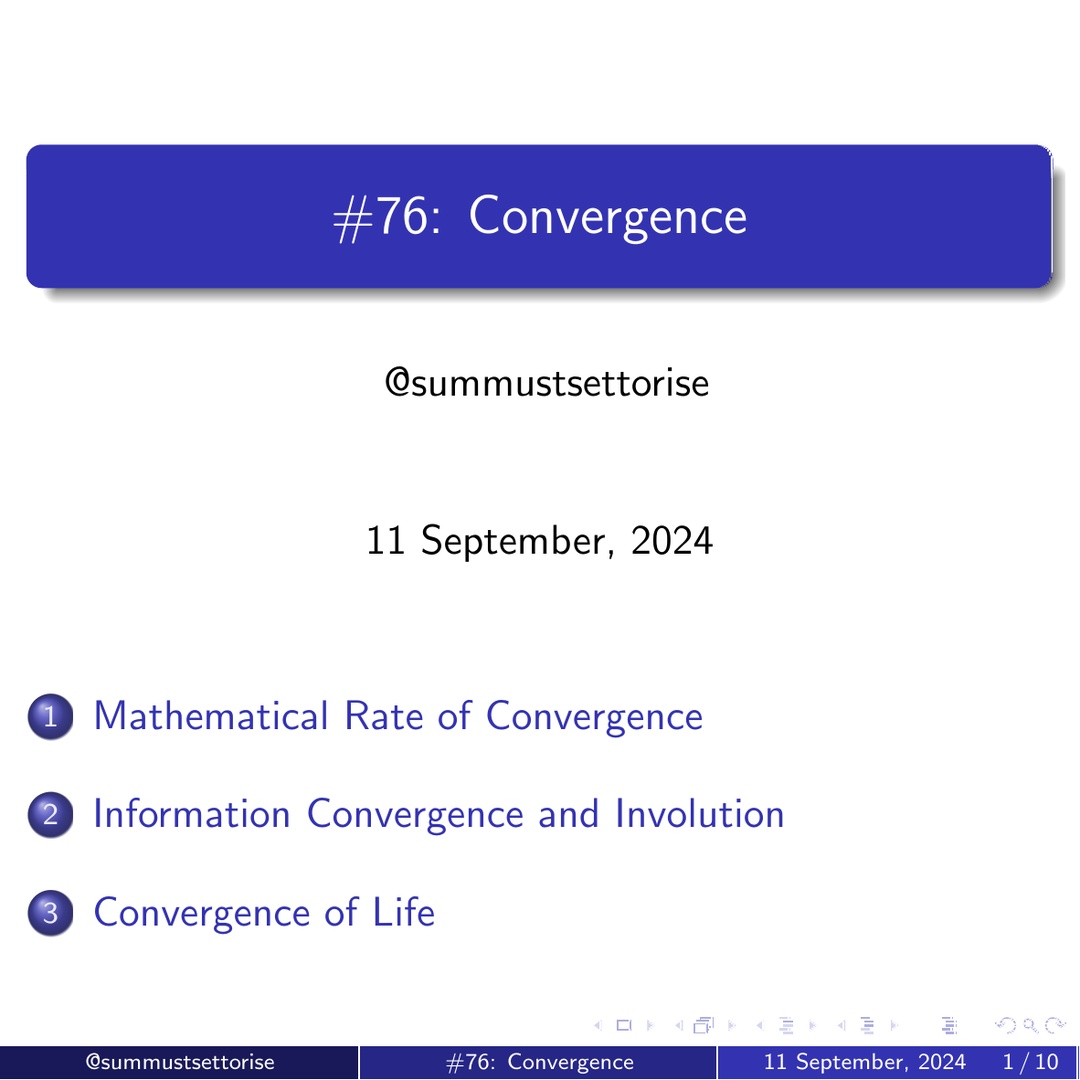 #76: Convergence
@summustsettorise
11 September, 2024
1 Mathematical Rate of Convergence
2 Information Convergence and Involution
3 Convergence of Life
@summustsettorise #76: Convergence 11 September, 2024 1 / 10